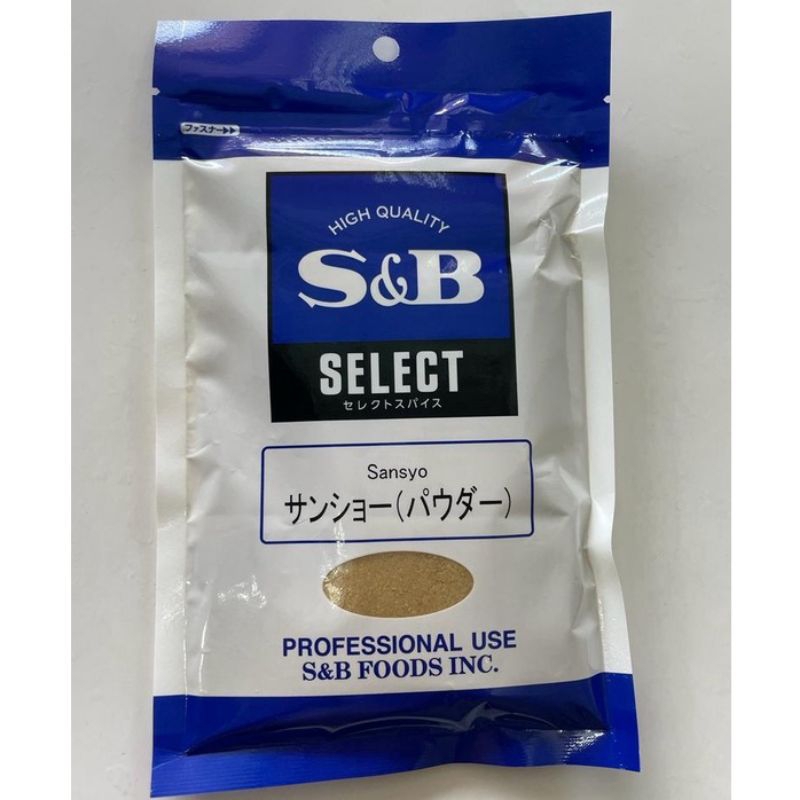 ファスナー▶▶
HIGH QUALITY
S&B
SELECT
セレクトスパイス
Sansyo
サンショー(パウダー)
PROFESSIONAL USE
S&B FOODS INC.